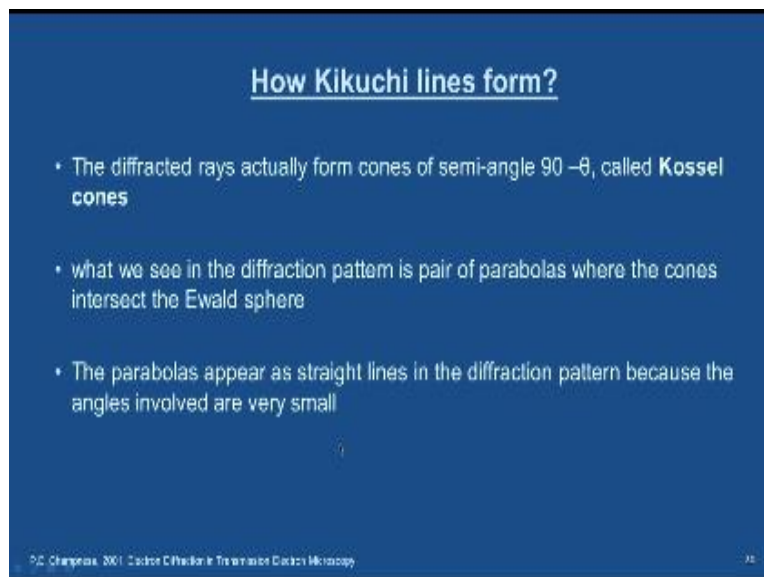 How Kikuchi lines form?
• The diffracted rays actually form cones of semi-angle 90 –θ, called Kossel
cones
• what we see in the diffraction pattern is pair of parabolas where the cones
intersect the Ewald sphere
• The parabolas appear as straight lines in the diffraction pattern because the
angles involved are very small
2001 Electron Diffraction in Transmission Electron Microscopy